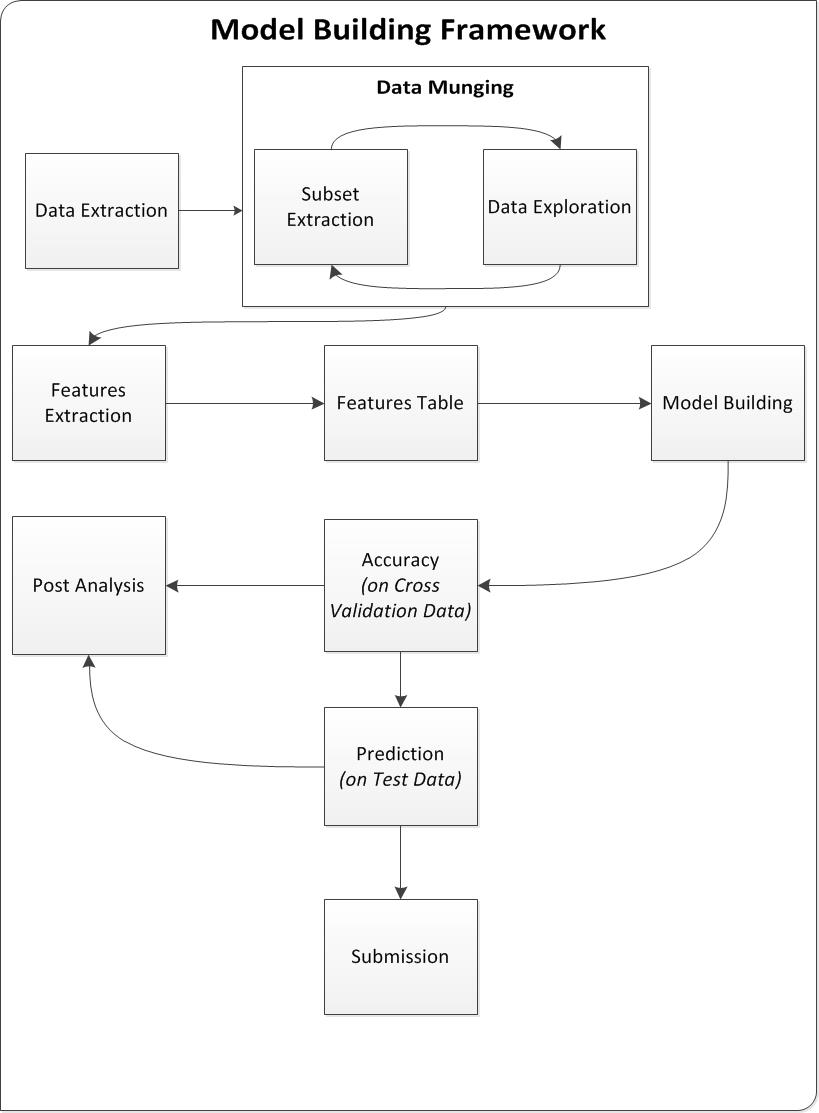 Model Building Framework
Data Munging
Data Extraction
Subset
Extraction
Data Exploration
Features
Extraction
Features Table
Model Building
Post Analysis
Accuracy
(on Cross
Validation Data)
Prediction
(on Test Data)
Submission